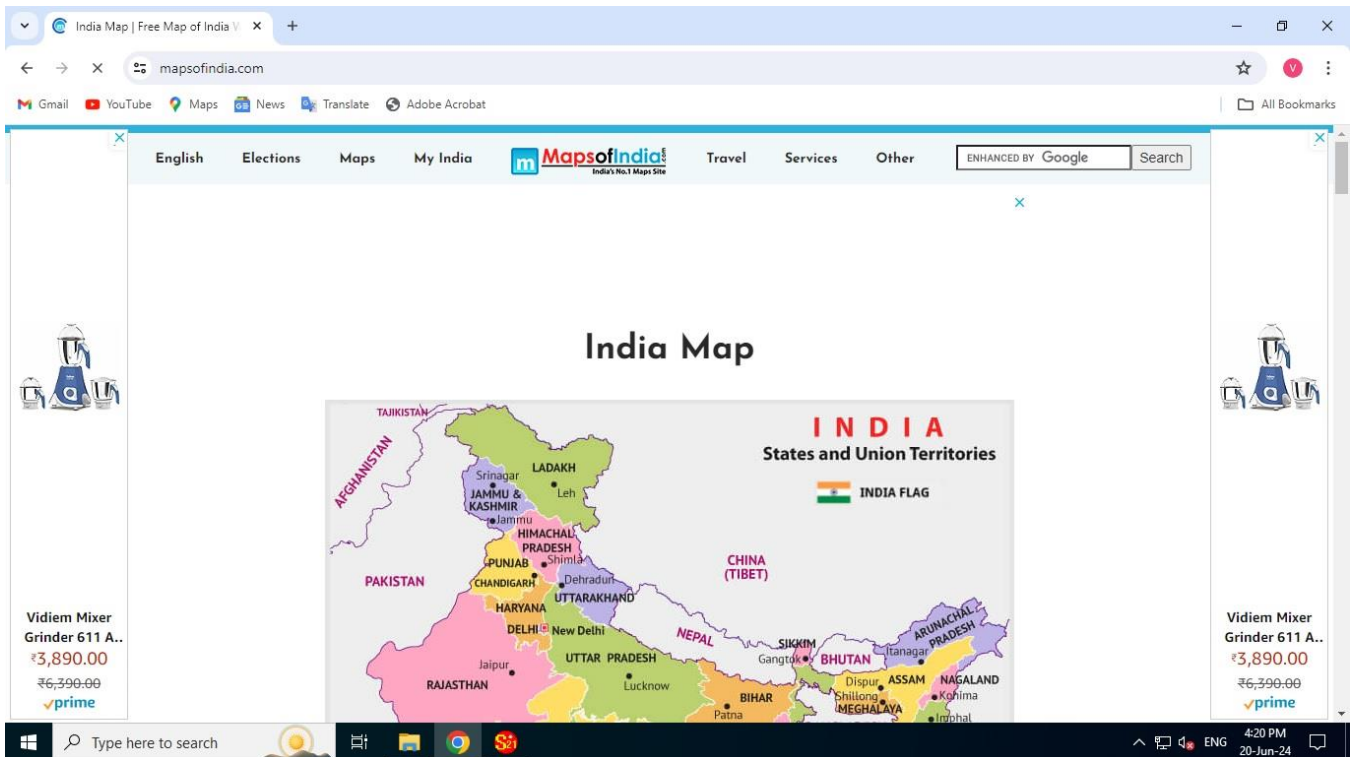 India Map | Free Map of India
mapsofindia.com
Gmail YouTube Maps News Translate Adobe Acrobat All Bookmarks
English Elections Maps My India MapsofIndia.com Travel Services Other ENHANCED BY Google Search
India's No.1 Maps Site
India Map
INDIA
States and Union Territories
INDIA FLAG
TAJIKISTAN
AFGHANISTAN
LADAKH
Srinagar
Leh
JAMMU &
KASHMIR
Jammu
HIMACHAL
PRADESH
Shimla
PUNJAB
CHINA
(TIBET)
PAKISTAN
CHANDIGARH
Dehradun
UTTARAKHAND
HARYANA
DELHI New Delhi
NEPAL
SIKKIM
ARUNACHAL
PRADESH
Itanagar
Gangtok
BHUTAN
Jaipur
UTTAR PRADESH
RAJASTHAN
Lucknow
Dispur ASSAM NAGALAND
BIHAR
Shillong
Kohima
MEGHALAYA
Patna
Imphal
Vidiem Mixer
Grinder 611 A..
₹3,890.00
₹6,390.00
prime
Vidiem Mixer
Grinder 611 A..
₹3,890.00
₹6,390.00
prime
Type here to search
S21
ENG
4:20 PM
20-Jun-24